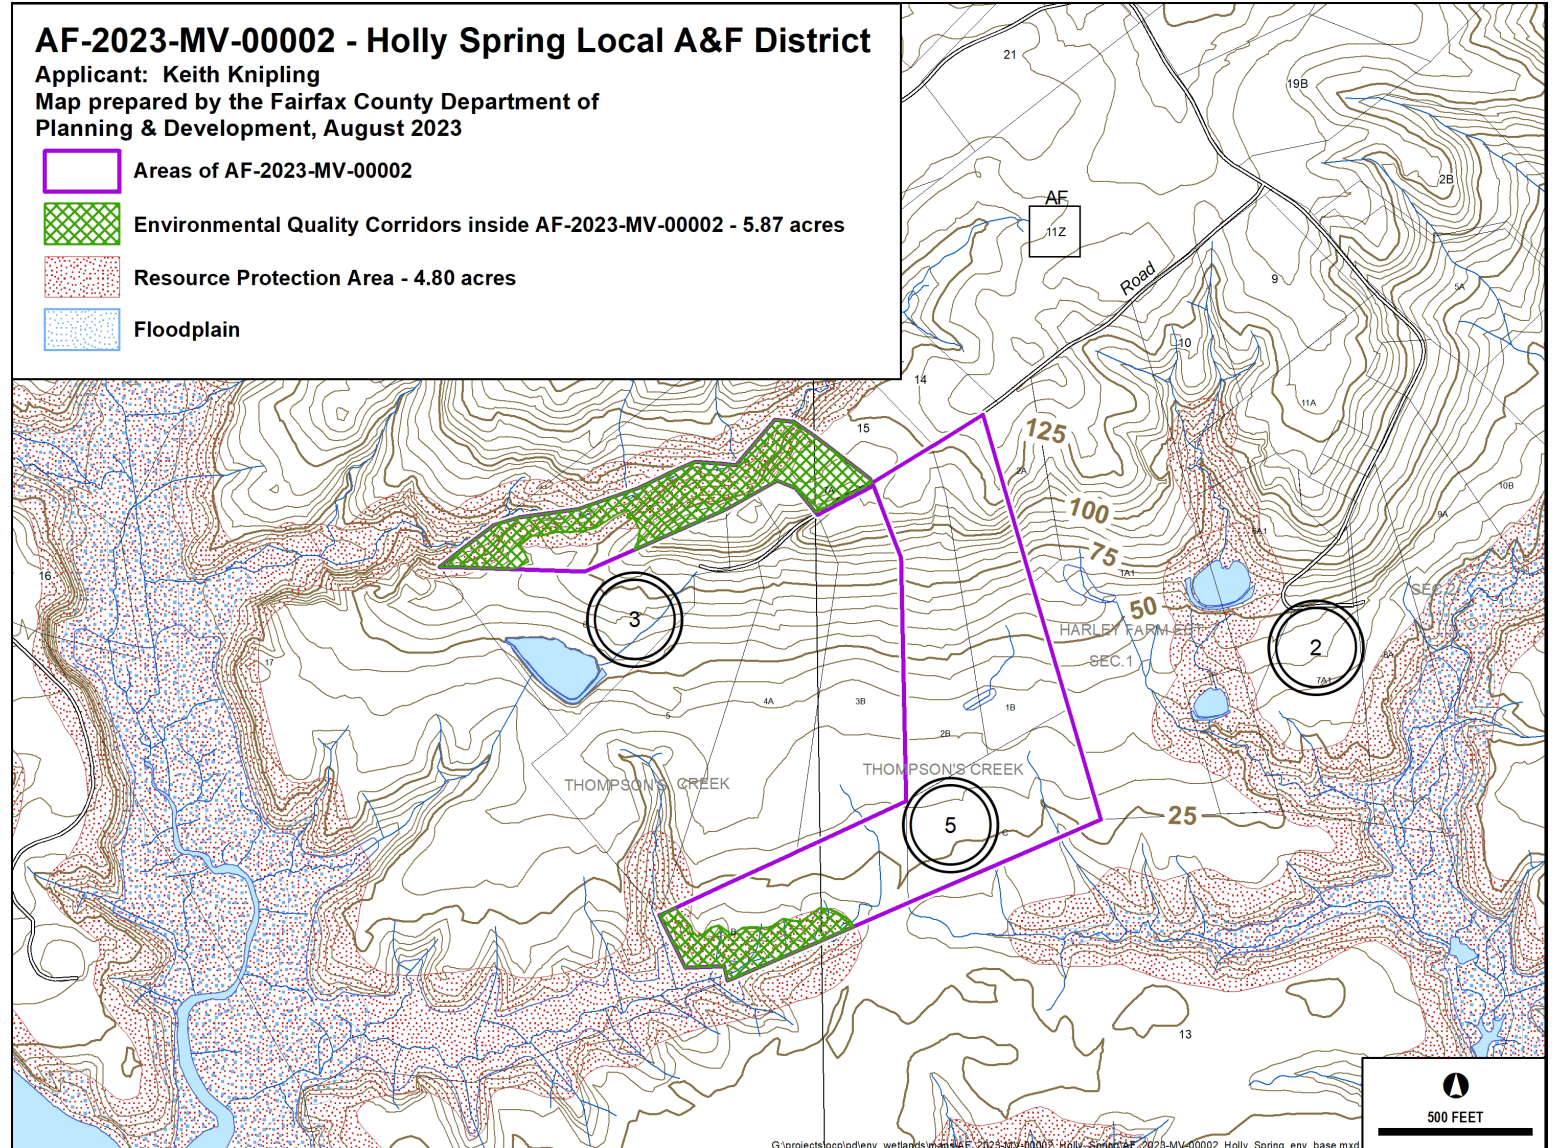 AF-2023-MV-00002 - Holly Spring Local A&F District
Applicant: Keith Knipling
Map prepared by the Fairfax County Department of
Planning & Development, August 2023
Areas of AF-2023-MV-00002
Environmental Quality Corridors inside AF-2023-MV-00002 - 5.87 acres
Resource Protection Area - 4.80 acres
Floodplain
21
19B
2B
AF
11Z
Road
9
5A
10
14
11A
15
125
2A
10B
100
9A
75
1A1
16
50
SEC.2
3
HARLEY FARM EST
SEC.1
2
8A
17
7A1
5
4A
3B
1B
2B
THOMPSON'S CREEK
THOMPSON'S CREEK
25
5
C
B
13
500 FEET